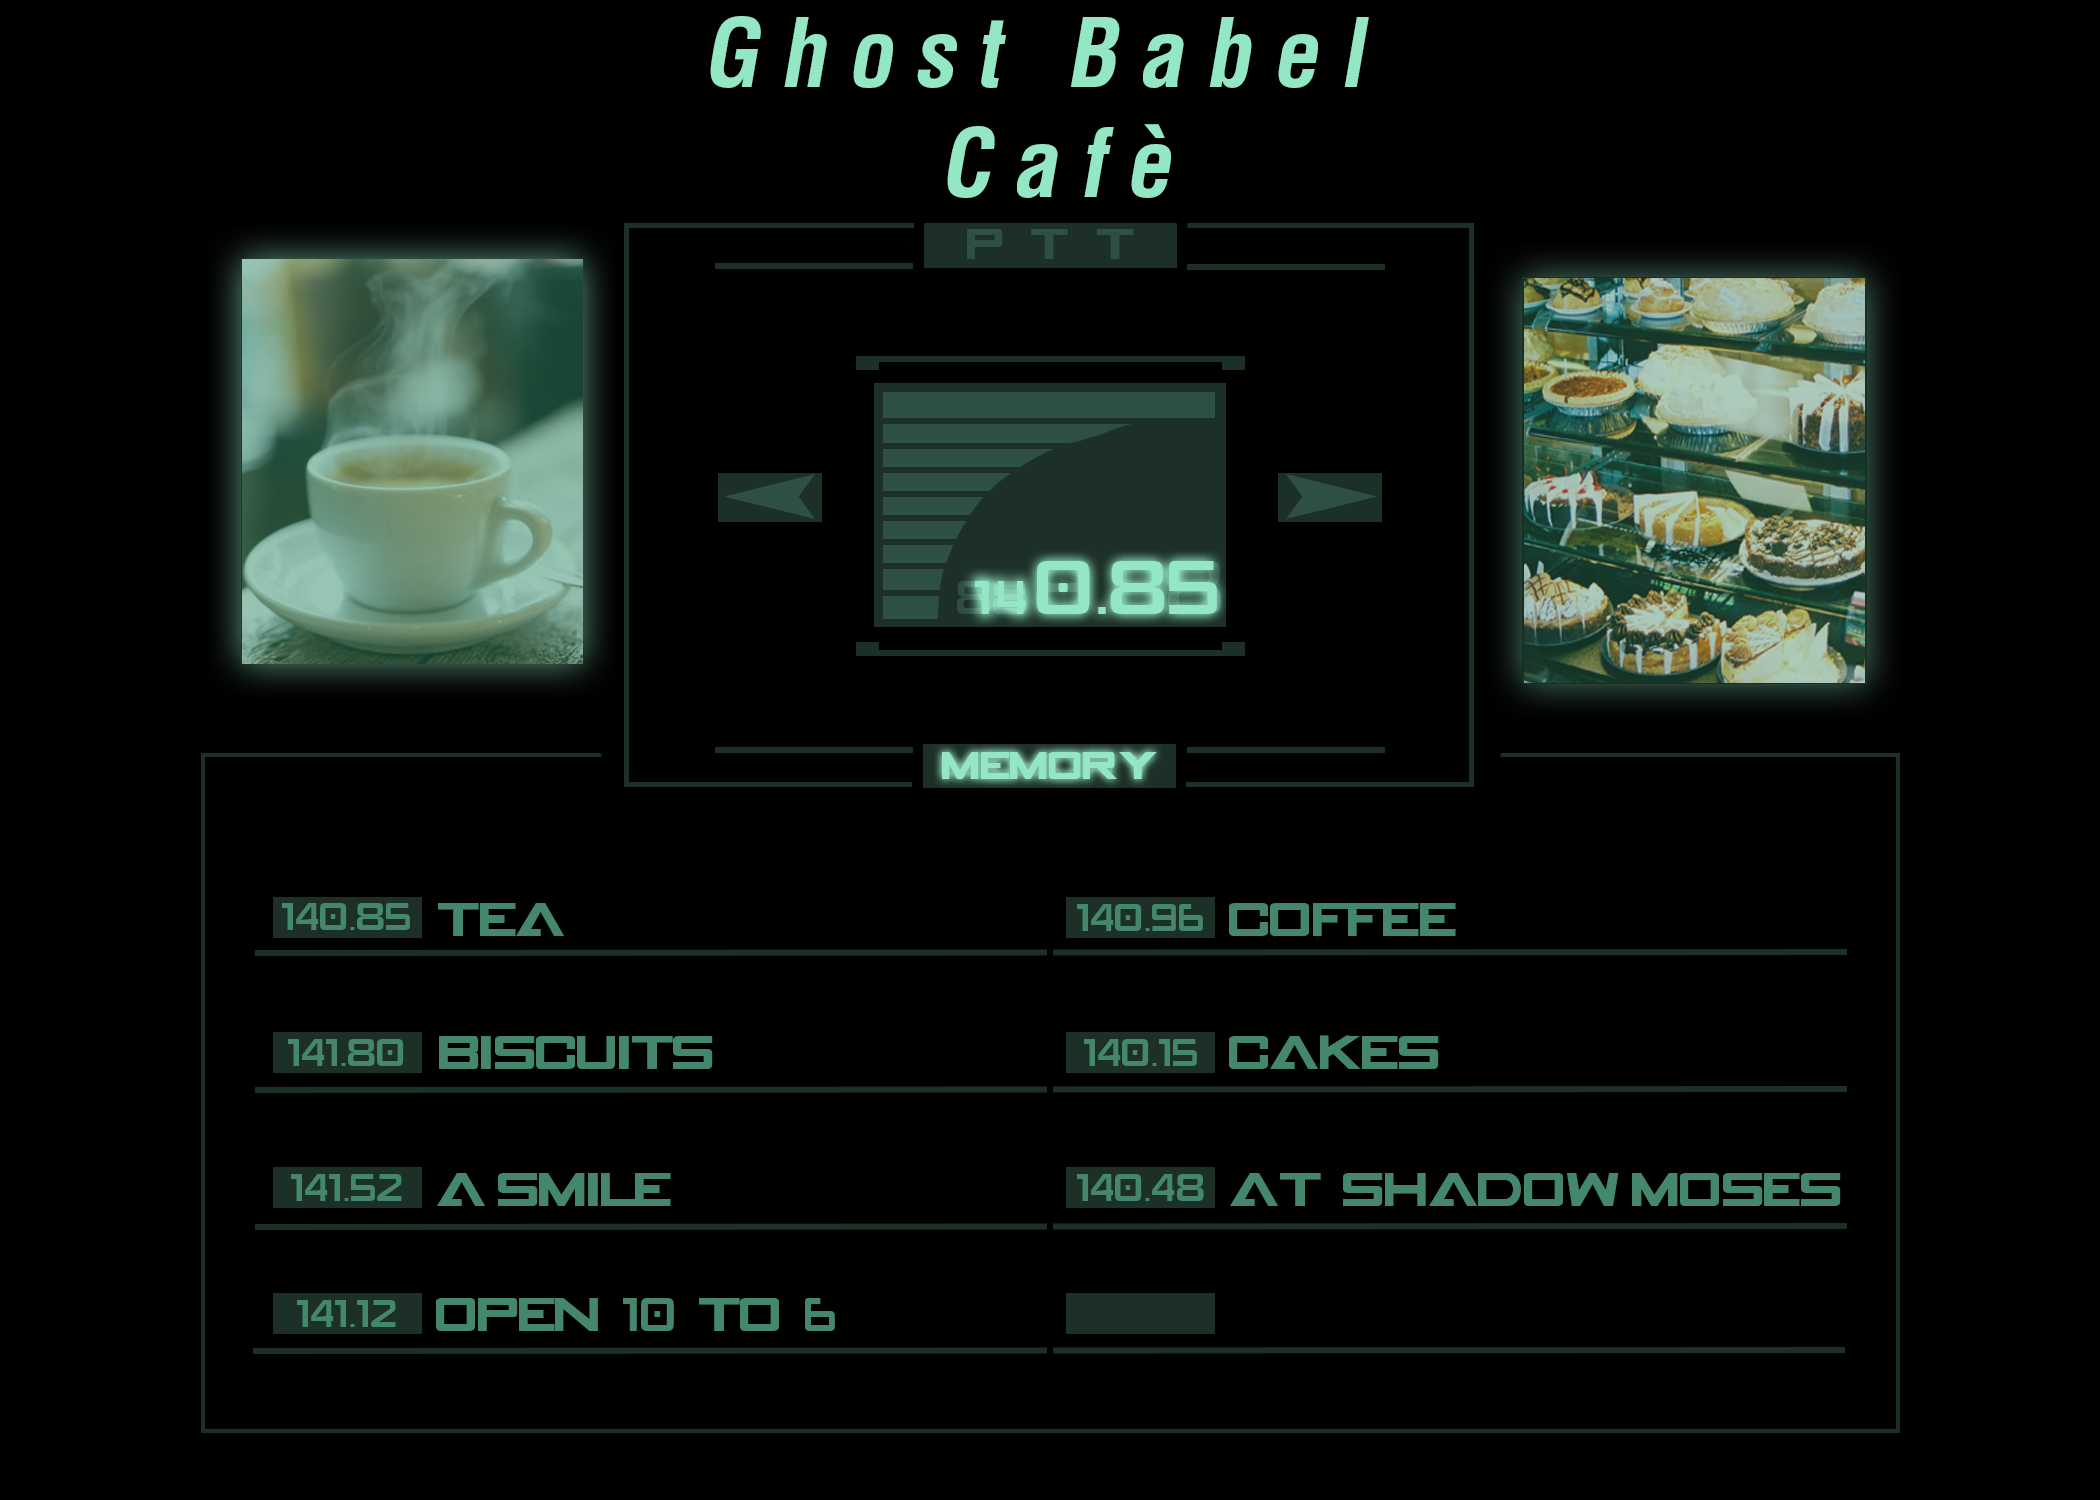 Ghost Babel
Cafè
PTT
140.85
MEMORY
140.85 TEA
140.96 COFFEE
141.80 BISCUITS
140.15 CAKES
141.52 A SMILE
140.48 AT SHADOW MOSES
141.12 OPEN 10 TO 6